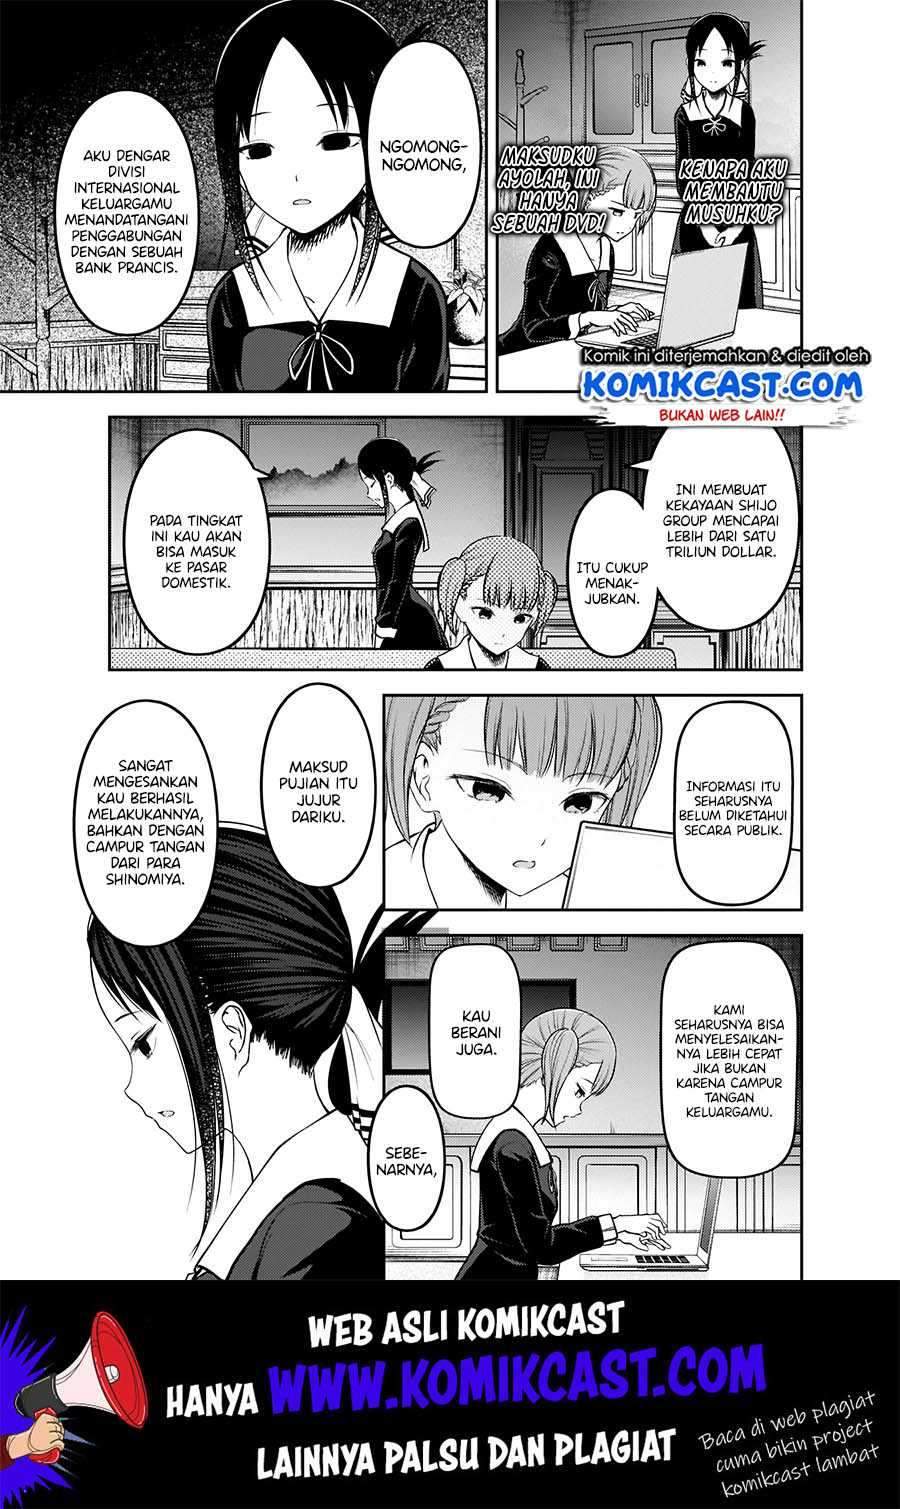 KENAPA AKU
MEMBANTU
MUSUHKU?
MAKSUDKU
AYOLAH, INI
HANYA
SEBUAH DVD!
Komik ini diterjemahkan & diedit oleh
KOMIKCAST.COM
BUKAN WEB LAIN!!
NGOMONG-
NGOMONG,
AKU DENGAR
DIVISI
INTERNASIONAL
KELUARGAMU
MENANDATANGANI
PENGGABUNGAN
DENGAN SEBUAH
BANK PRANCIS.
INI MEMBUAT
KEKAYAAN SHIJO
GROUP MENCAPAI
LEBIH DARI SATU
TRILIUN DOLLAR.
ITU CUKUP
MENAK-
JUBKAN.
PADA TINGKAT
INI KAU AKAN
BISA MASUK
KE PASAR
DOMESTIK.
INFORMASI ITU
SEHARUSNYA
BELUM DIKETAHUI
SECARA PUBLIK.
MAKSUD
PUJIAN ITU
JUJUR
DARIKU.
SANGAT
MENGESANKAN
KAU BERHASIL
MELAKUKANNYA,
BAHKAN DENGAN
CAMPUR TANGAN
DARI PARA
SHINOMIYA.
KAMI
SEHARUSNYA BISA
MENYELESAIKAN-
NYA LEBIH CEPAT
JIKA BUKAN
KARENA CAMPUR
TANGAN
KELUARGAMU.
KAU
BERANI
JUGA.
SEBE-
NARNYA,
WEB ASLI KOMIKCAST
HANYA WWW.KOMIKCAST.COM
LAINNYA PALSU DAN PLAGIAT
Baca di web plagiat
cuma bikin project
komikcast lambat